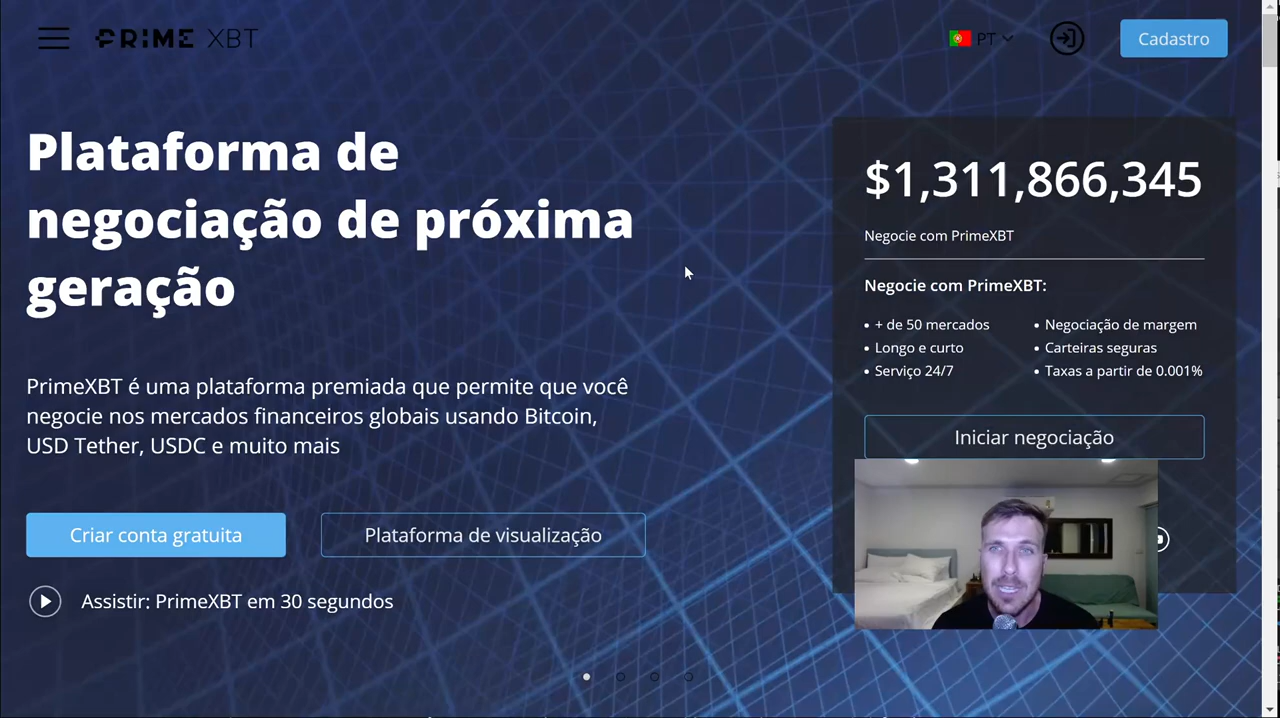 PRIME XBT
PT
Cadastro
Plataforma de
negociação de próxima
geração
PrimeXBT é uma plataforma premiada que permite que você
negocie nos mercados financeiros globais usando Bitcoin,
USD Tether, USDC e muito mais
Criar conta gratuita
Plataforma de visualização
Assistir: PrimeXBT em 30 segundos
$1,311,866,345
Negocie com PrimeXBT
Negocie com PrimeXBT:
• + de 50 mercados
• Longo e curto
• Serviço 24/7
• Negociação de margem
• Carteiras seguras
• Taxas a partir de 0.001%
Iniciar negociação